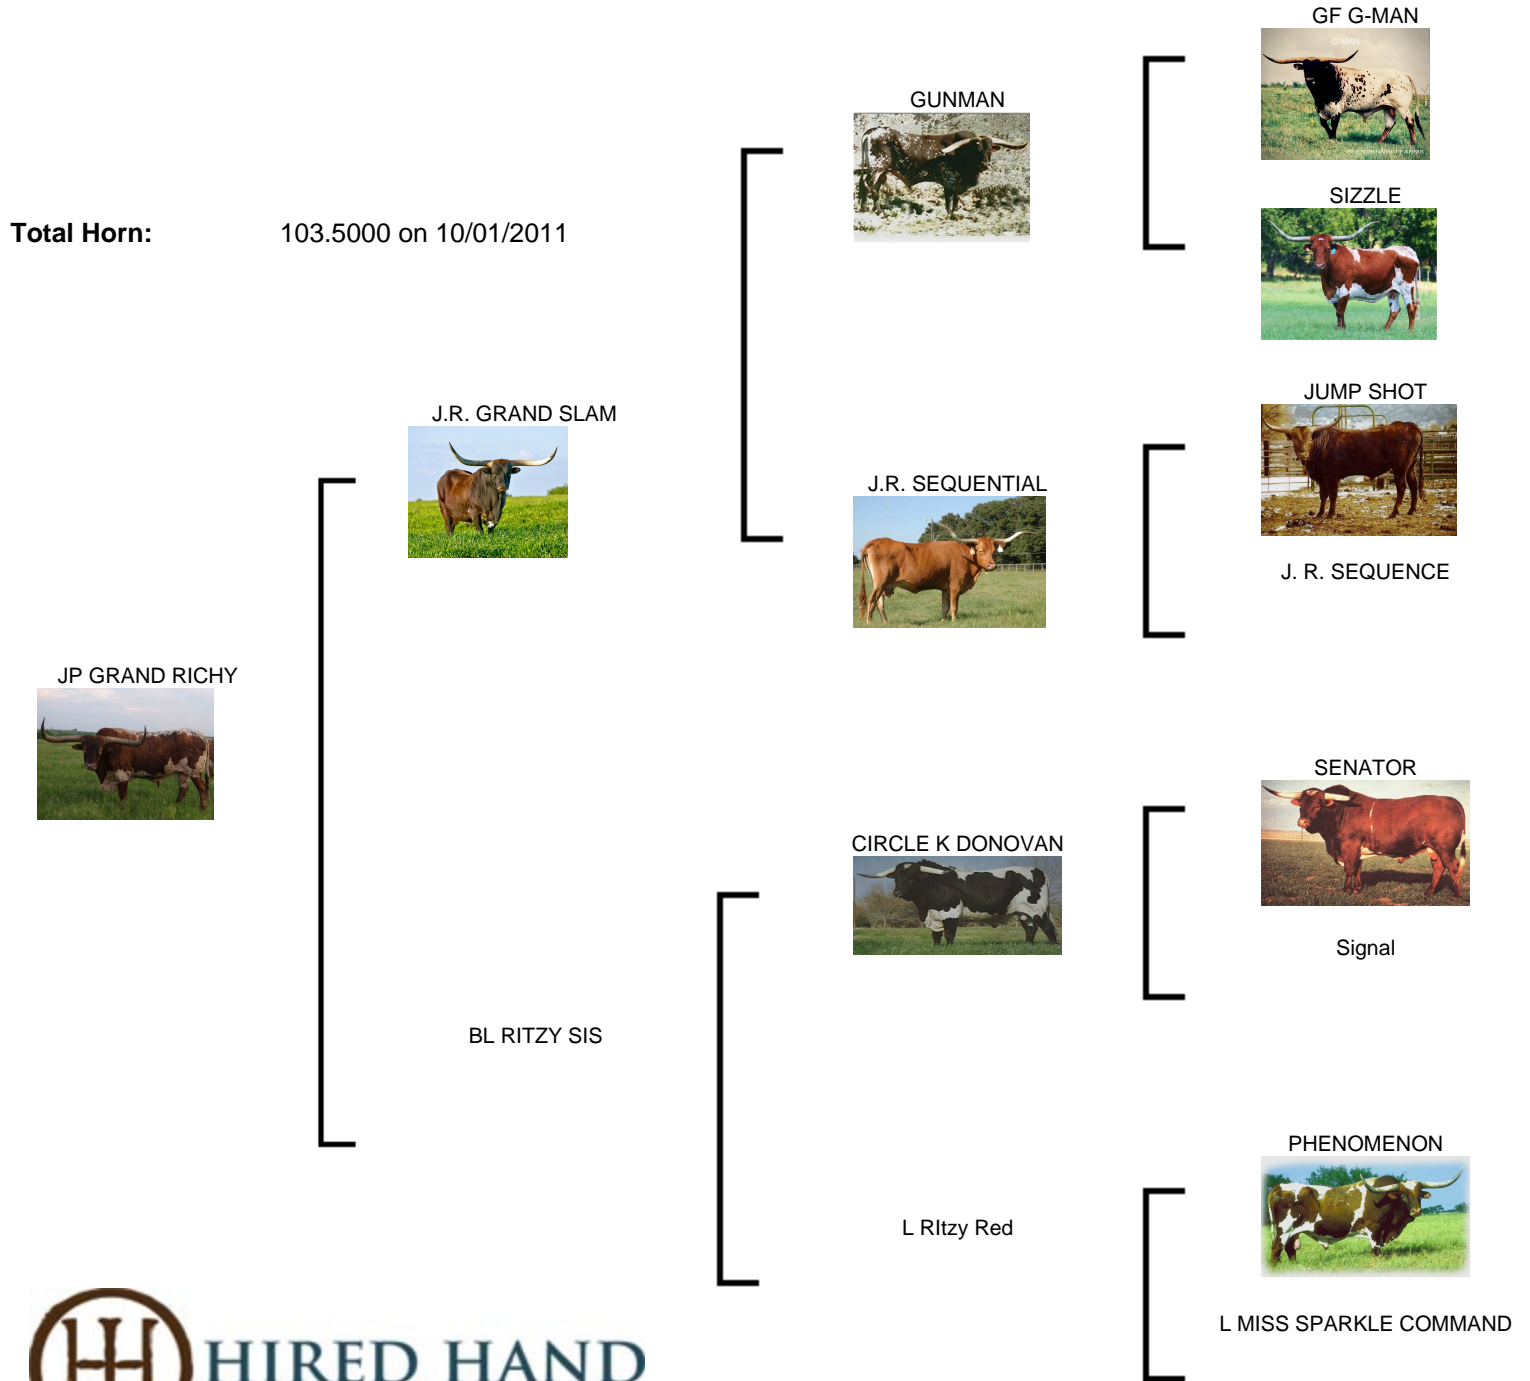 GF G-MAN
G-MAN
GUNMAN
SIZZLE
Total Horn: 103.5000 on 10/01/2011
JUMP SHOT
J.R. GRAND SLAM
J.R. SEQUENTIAL
J. R. SEQUENCE
JP GRAND RICHY
SENATOR
CIRCLE K DONOVAN
Signal
BL RITZY SIS
PHENOMENON
L RItzy Red
L MISS SPARKLE COMMAND
HIRED HAND